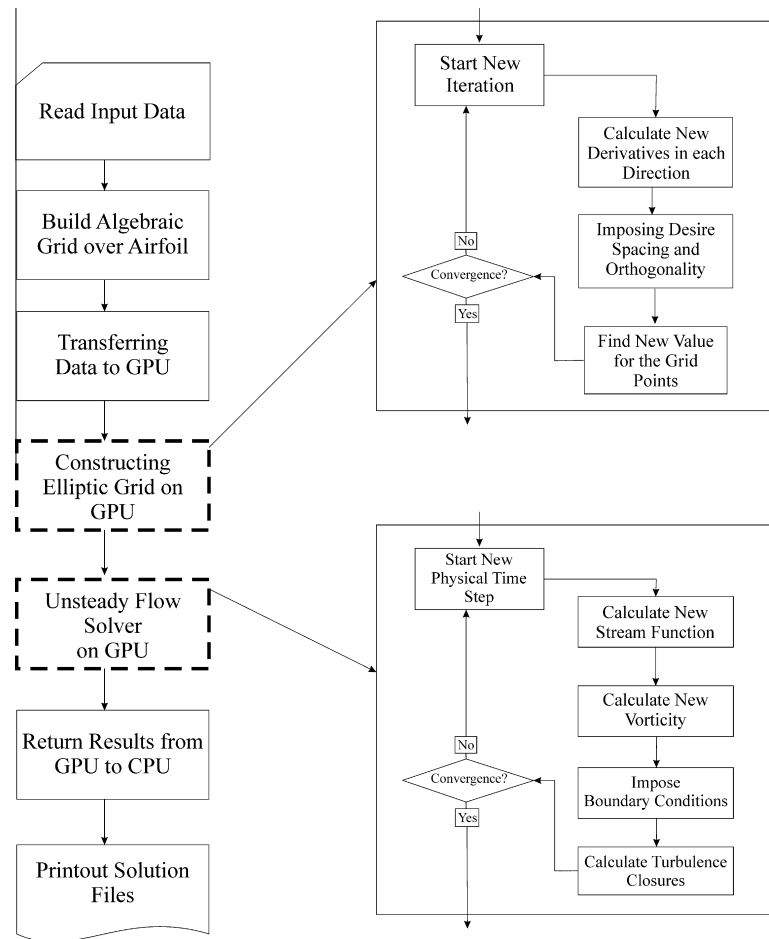 Read Input Data
Build Algebraic
Grid over Airfoil
Transferring
Data to GPU
Constructing
Elliptic Grid on
GPU
Unsteady Flow
Solver
on GPU
Return Results from
GPU to CPU
Printout Solution
Files
Start New
Iteration
Calculate New
Derivatives in each
Direction
Imposing Desire
Spacing and
Orthogonality
Find New Value
for the Grid
Points
Convergence?
No
Yes
Start New
Physical Time
Step
Calculate New
Stream Function
Calculate New
Vorticity
Impose
Boundary Conditions
Calculate Turbulence
Closures
Convergence?
No
Yes